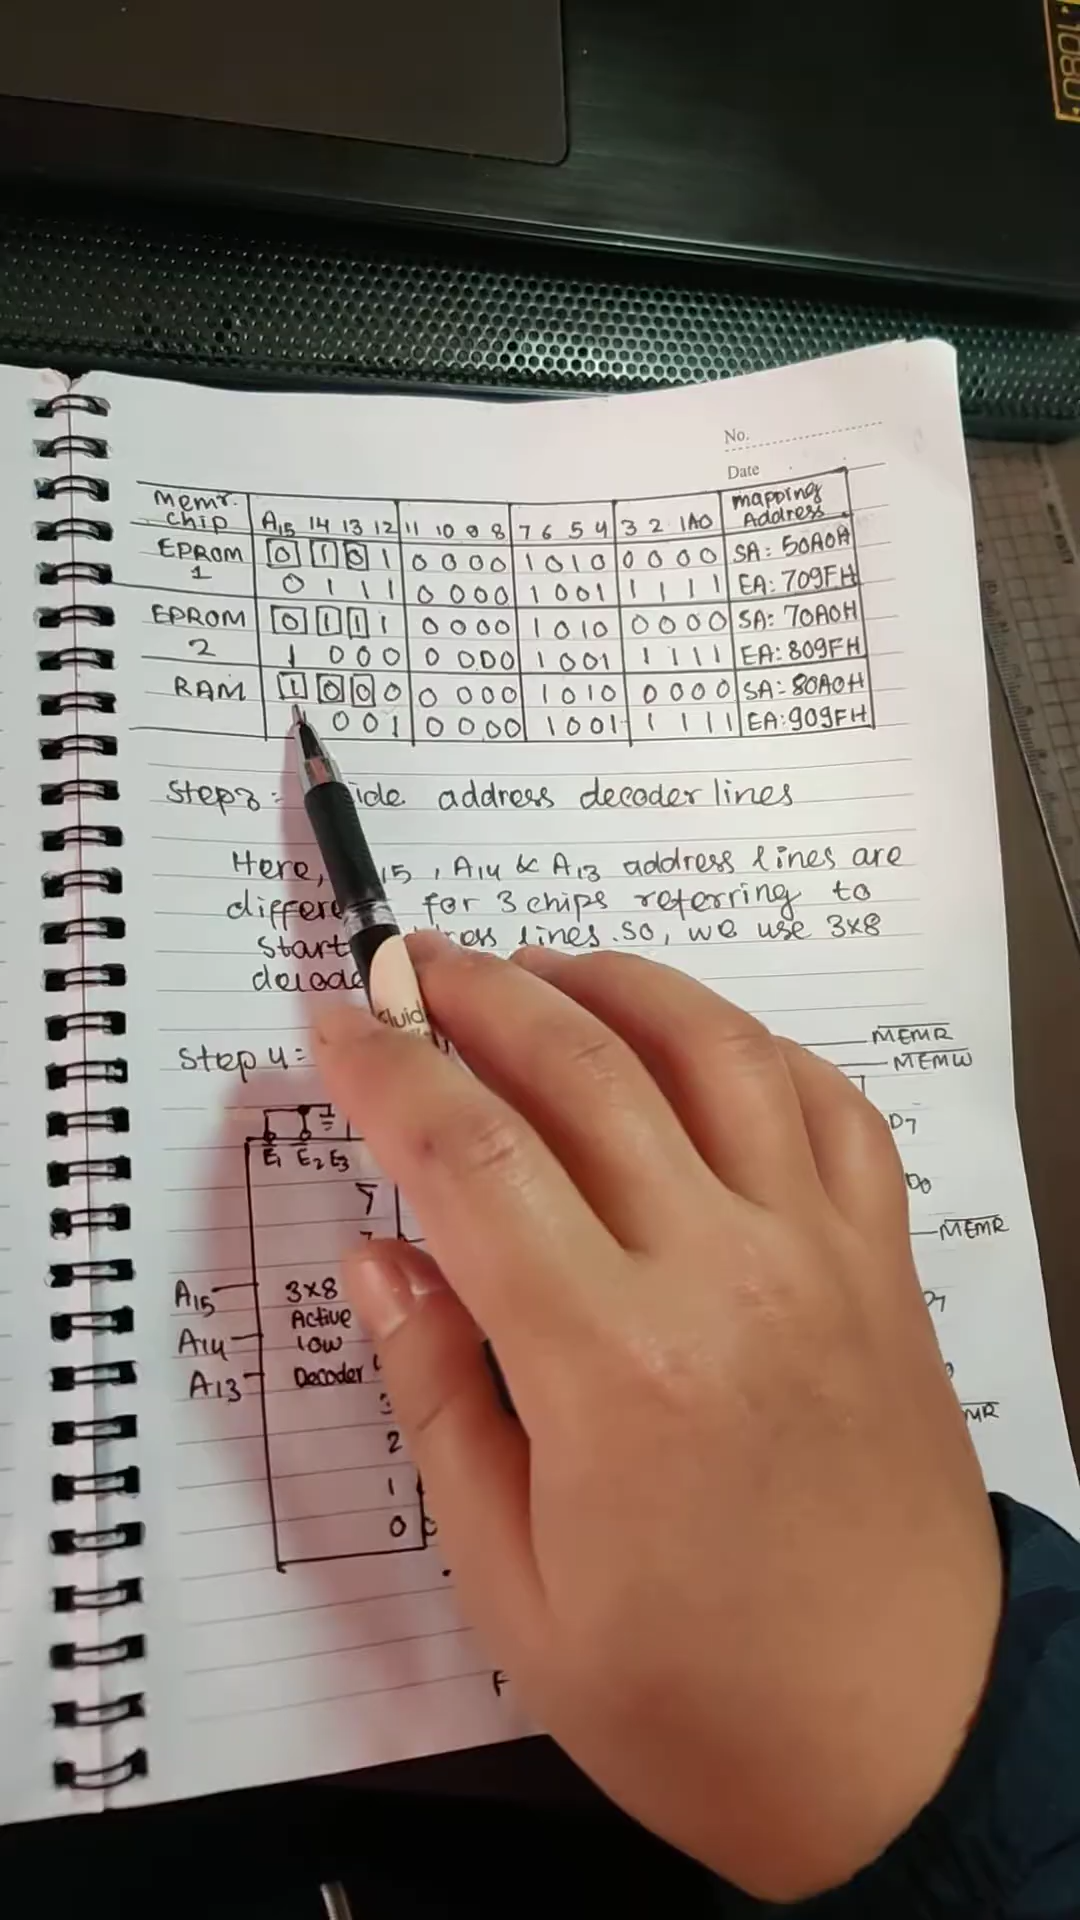 1080
No.
Date
Memr. chip A15 14 13 12 11 10 9 8 7 6 5 4 3 2 1 A0 mapping Address
EPROM 1 0 1 0 1 0 0 0 0 1 0 1 0 0 0 0 0 SA: 50A0H
0 1 1 1 0 0 0 0 1 0 0 1 1 1 1 1 EA: 709FH
EPROM 2 0 1 1 1 0 0 0 0 1 0 1 0 0 0 0 0 SA: 70A0H
1 0 0 0 0 0 0 0 1 0 0 1 1 1 1 1 EA: 809FH
RAM 1 0 0 0 0 0 0 0 1 0 1 0 0 0 0 0 SA: 80A0H
0 0 1 0 0 0 0 1 0 0 1 1 1 1 1 EA: 909FH
Step3 = address decoder lines
Here, 15, A14 & A13 address lines are
for 3 chips referring to
start lines. so, we use 3x8
Step 4 =
MEMR
MEMW
E1 E2 E3
D7
Y
D0
7
MEMR
A15 3x8
Active
A14 low
A13 Decoder
3
2
1
0